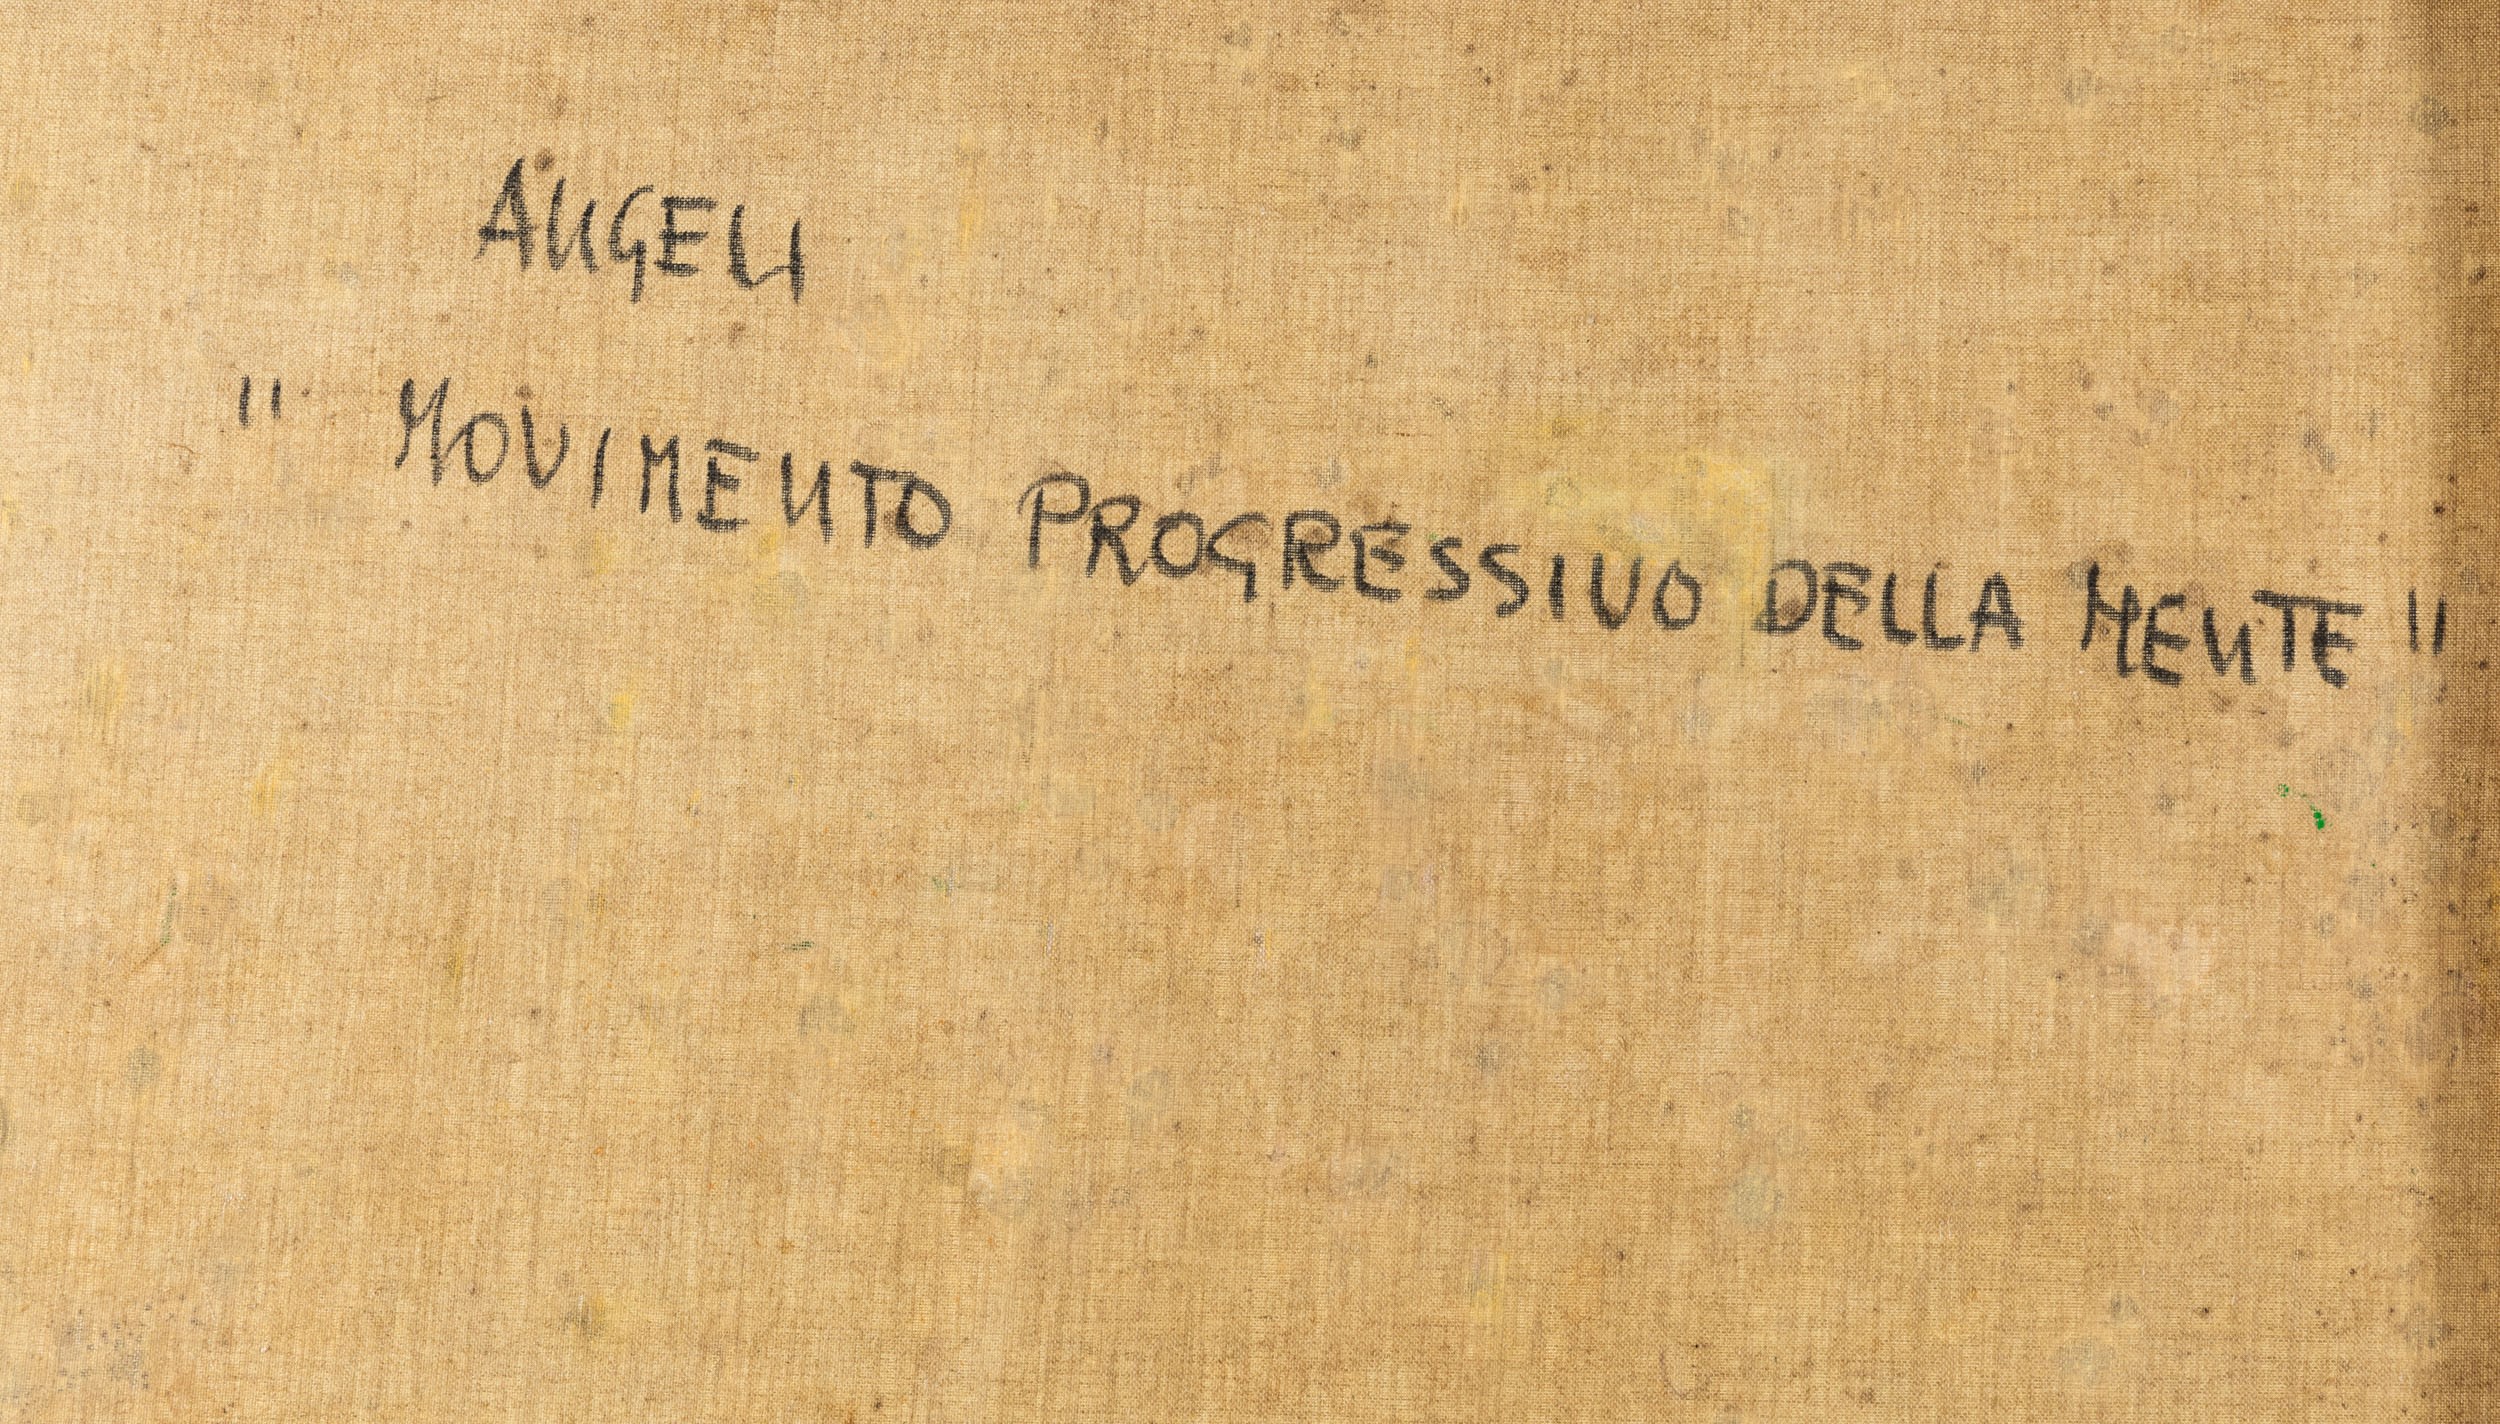 ANGELI
" MOVIMENTO PROGRESSIVO DELLA MENTE "